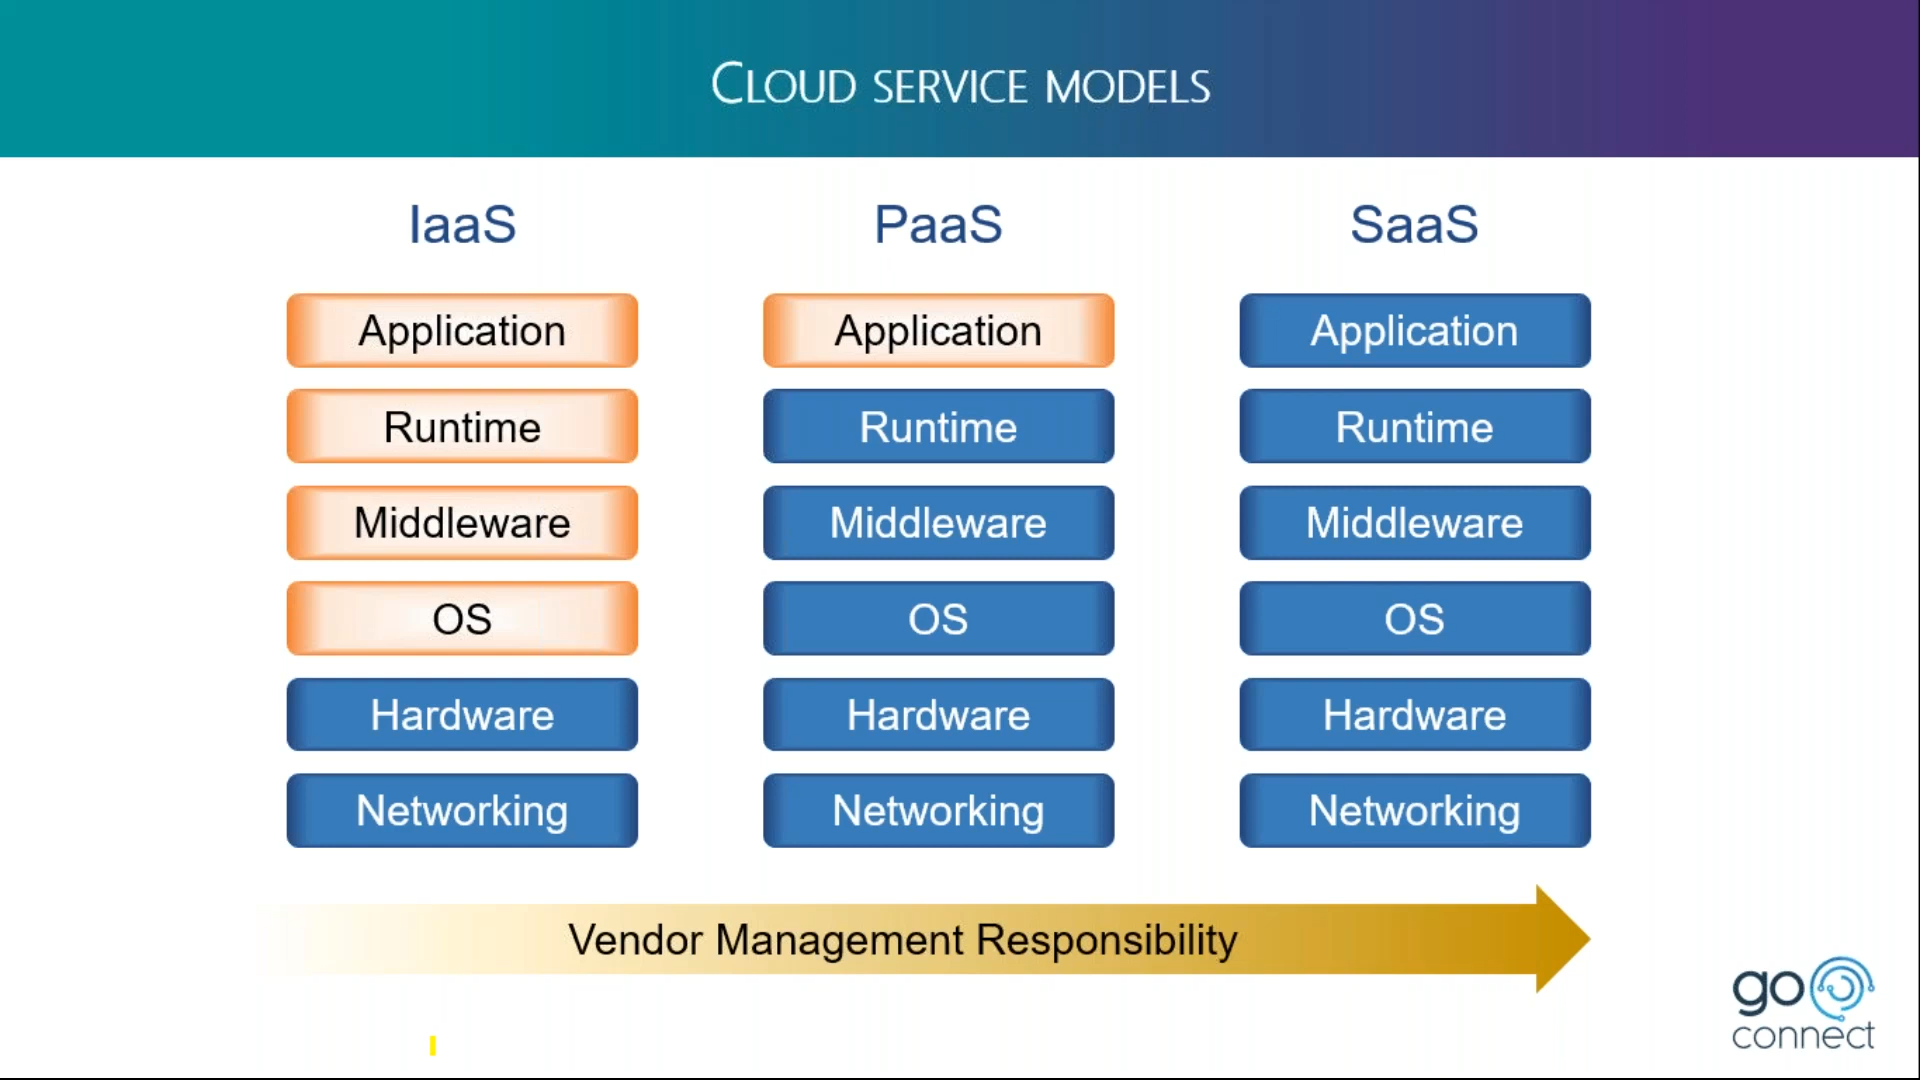 CLOUD SERVICE MODELS
IaaS
Application
Runtime
Middleware
OS
Hardware
Networking
PaaS
Application
Runtime
Middleware
OS
Hardware
Networking
SaaS
Application
Runtime
Middleware
OS
Hardware
Networking
Vendor Management Responsibility
go
connect